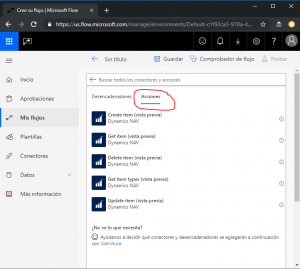 Cree su flujo | Microsoft Flow
https://us.flow.microsoft.com/manage/environments/Default-c1f92ca3-970a-4...
Sin título
Guardar
Comprobador de flujo
Probar
Inicio
Aprobaciones
Mis flujos
Plantillas
Conectores
Datos
Más información
Buscar todos los conectores y acciones
Desencadenadores
Acciones
Create item (vista previa)
Dynamics NAV
Get item (vista previa)
Dynamics NAV
Delete item (vista previa)
Dynamics NAV
Get item types (vista previa)
Dynamics NAV
Update item (vista previa)
Dynamics NAV
¿No ve lo que necesita?
Ayúdenos a decidir qué conectores y desencadenadores se agregarán a continuación
con UserVoice